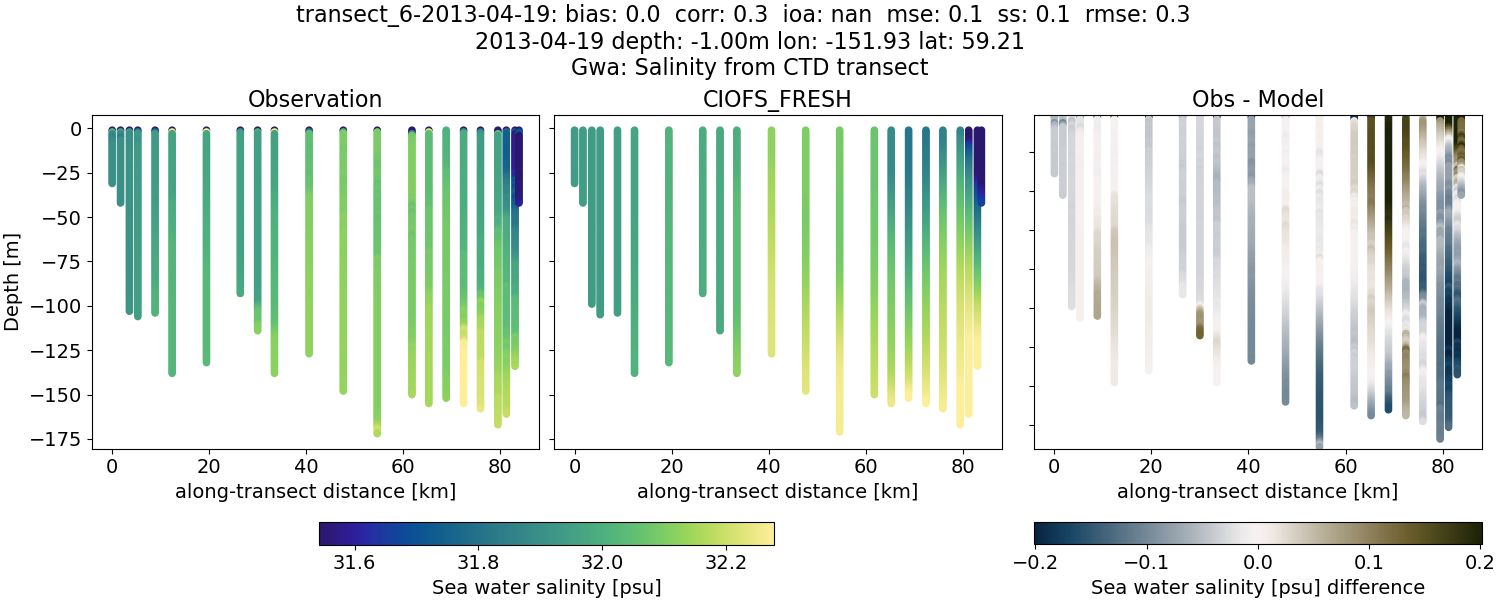 transect_6-2013-04-19: bias: 0.0  corr: 0.3  ioa: nan  mse: 0.1  ss: 0.1  rmse: 0.3
2013-04-19 depth: -1.00m lon: -151.93 lat: 59.21
Gwa: Salinity from CTD transect
Observation
CIOFS_FRESH
Obs - Model
Depth [m]
0
−25
−50
−75
−100
−125
−150
−175
0 20 40 60 80
0 20 40 60 80
0 20 40 60 80
along-transect distance [km]
along-transect distance [km]
along-transect distance [km]
31.6 31.8 32.0 32.2
Sea water salinity [psu]
−0.2 −0.1 0.0 0.1 0.2
Sea water salinity [psu] difference